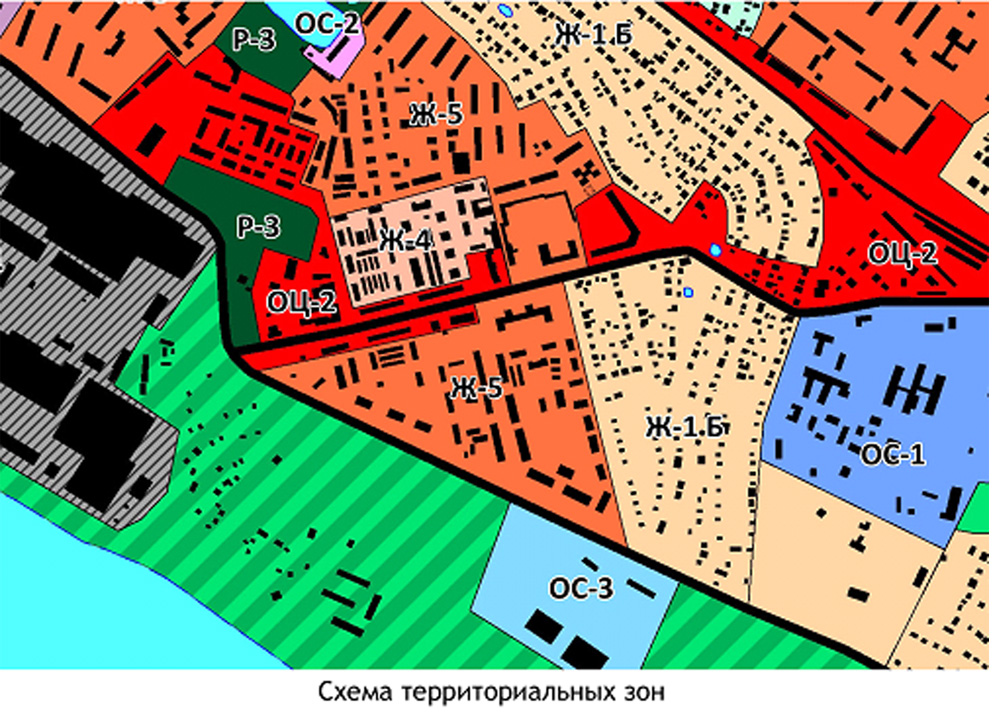 ОС-2
Р-3
Ж-1.Б
Ж-5
Р-3
Ж-4
ОЦ-2
ОЦ-2
Ж-5
Ж-1.Б
ОС-1
ОС-3
Схема территориальных зон